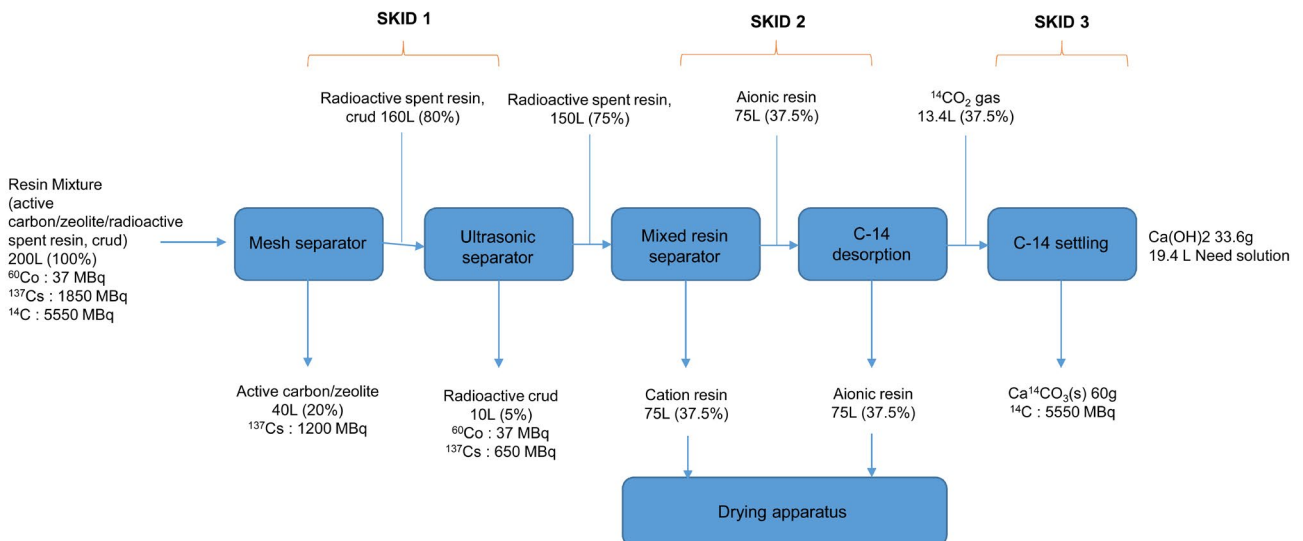 SKID 1
SKID 2
SKID 3
Radioactive spent resin,
crud 160L (80%)
Radioactive spent resin,
150L (75%)
Aionic resin
75L (37.5%)
¹⁴CO₂ gas
13.4L (37.5%)
Resin Mixture
(active
carbon/zeolite/radioactive
spent resin, crud)
200L (100%)
⁶⁰Co : 37 MBq
¹³⁷Cs : 1850 MBq
¹⁴C : 5550 MBq
Mesh separator
Ultrasonic
separator
Mixed resin
separator
C-14
desorption
C-14 settling
Ca(OH)2 33.6g
19.4 L Need solution
Active carbon/zeolite
40L (20%)
¹³⁷Cs : 1200 MBq
Radioactive crud
10L (5%)
⁶⁰Co : 37 MBq
¹³⁷Cs : 650 MBq
Cation resin
75L (37.5%)
Aionic resin
75L (37.5%)
Ca¹⁴CO₃(s) 60g
¹⁴C : 5550 MBq
Drying apparatus